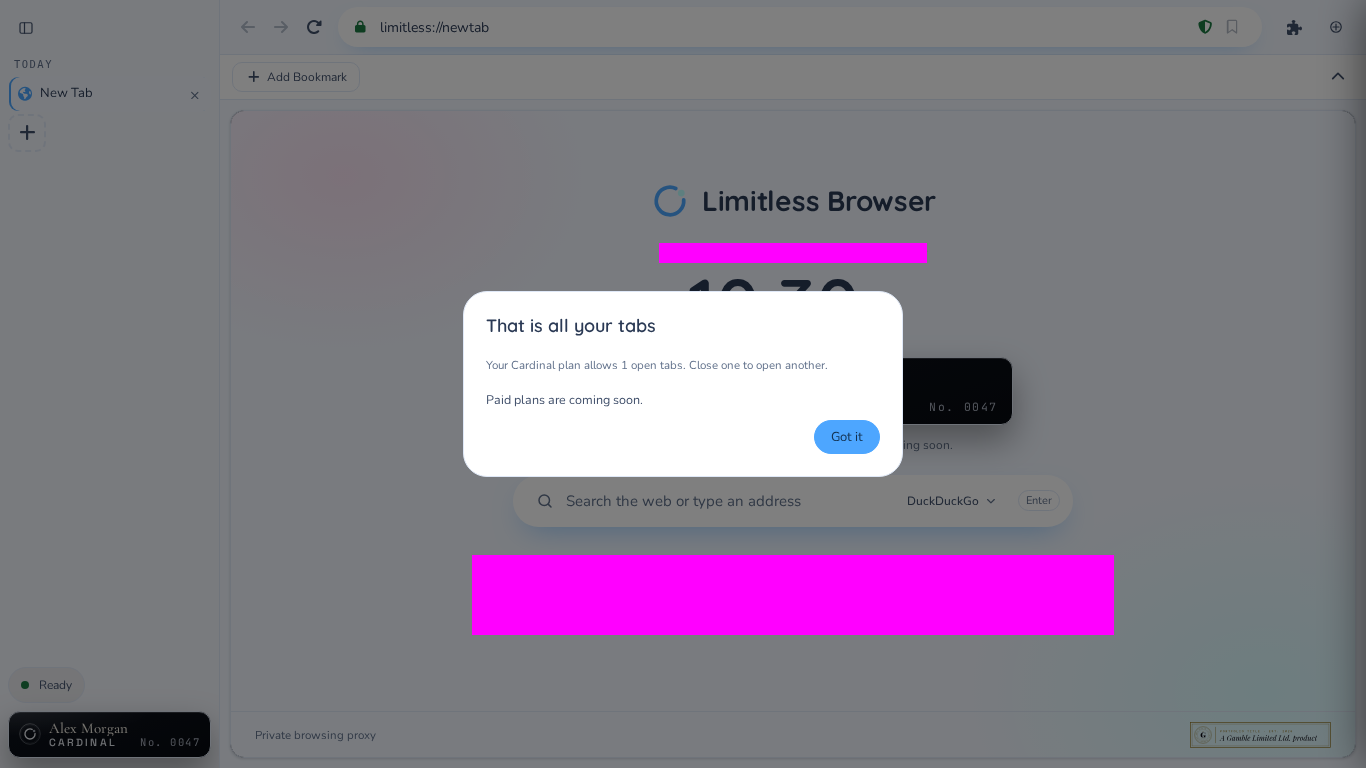 limitless://newtab
TODAY
Add Bookmark
New Tab
Limitless Browser
That is all your tabs
Your Cardinal plan allows 1 open tabs. Close one to open another.
Paid plans are coming soon.
No. 0047
Got it
ing soon.
Search the web or type an address
DuckDuckGo
Enter
Ready
Alex Morgan
CARDINAL No. 0047
Private browsing proxy
G A Gamble Limited Ltd. product